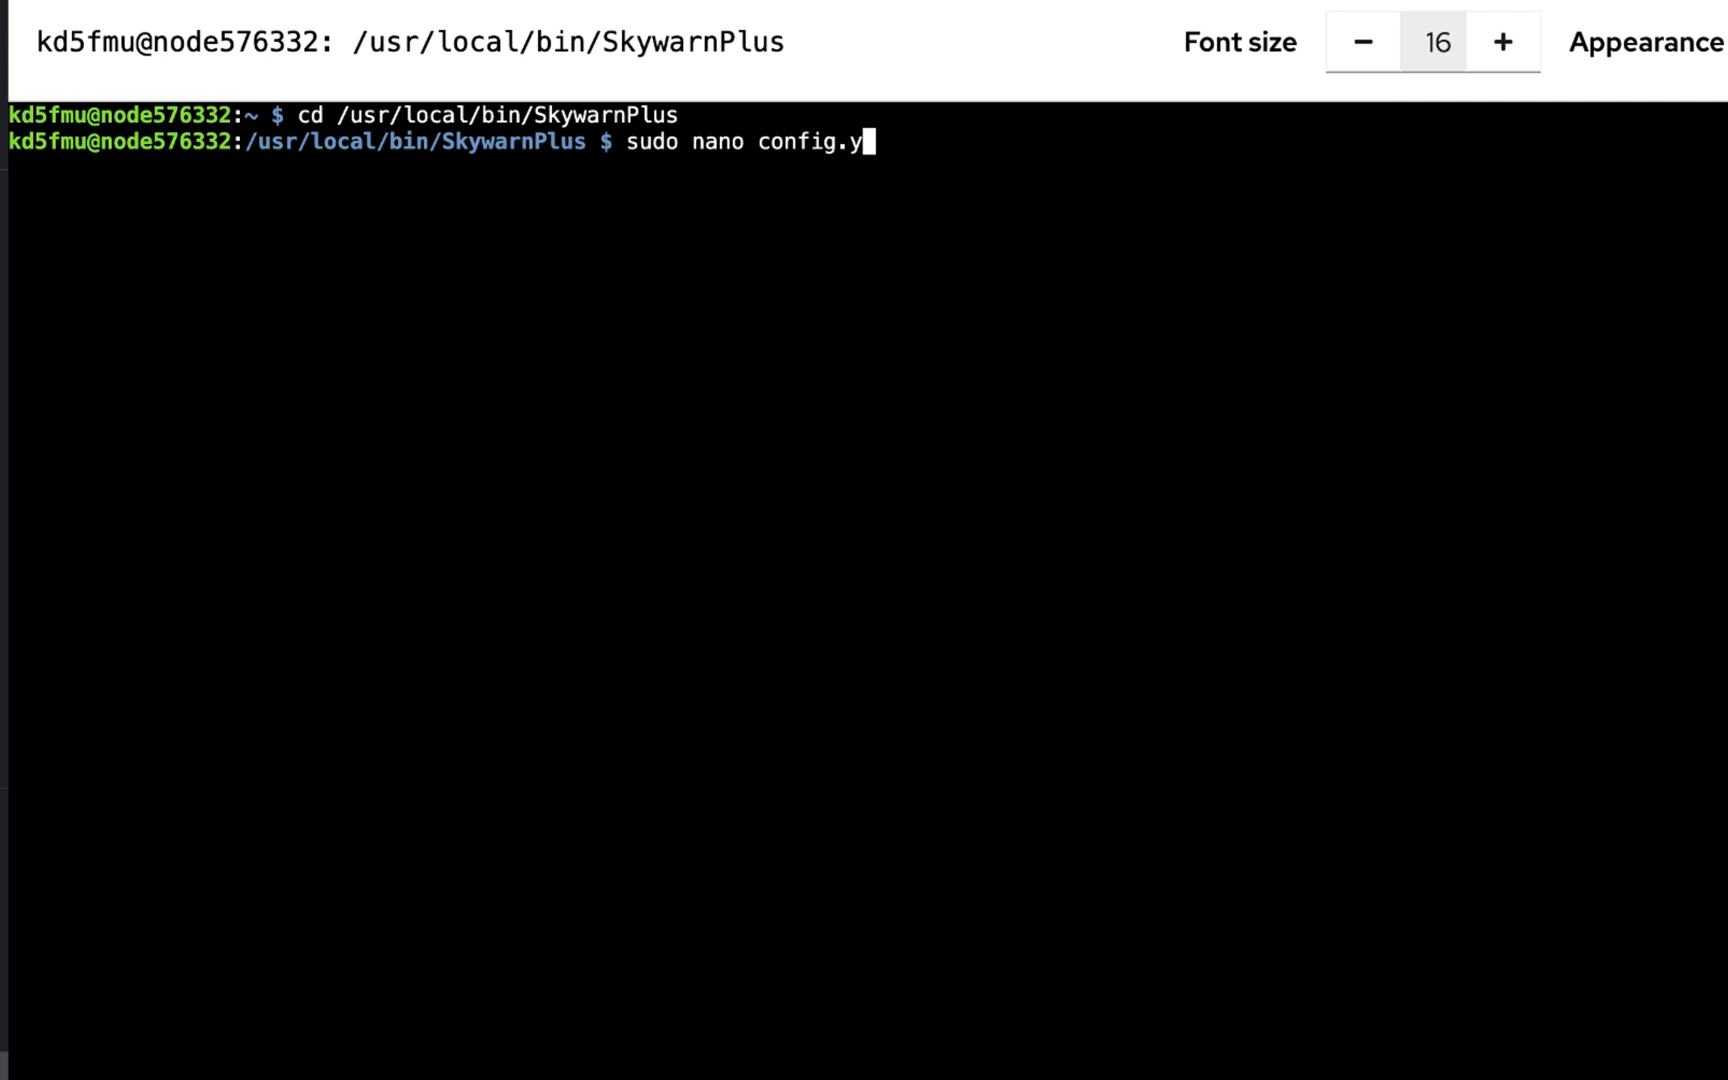 kd5fmu@node576332: /usr/local/bin/SkywarnPlus
Font size − 16 + Appearance
kd5fmu@node576332:~ $ cd /usr/local/bin/SkywarnPlus
kd5fmu@node576332:/usr/local/bin/SkywarnPlus $ sudo nano config.y